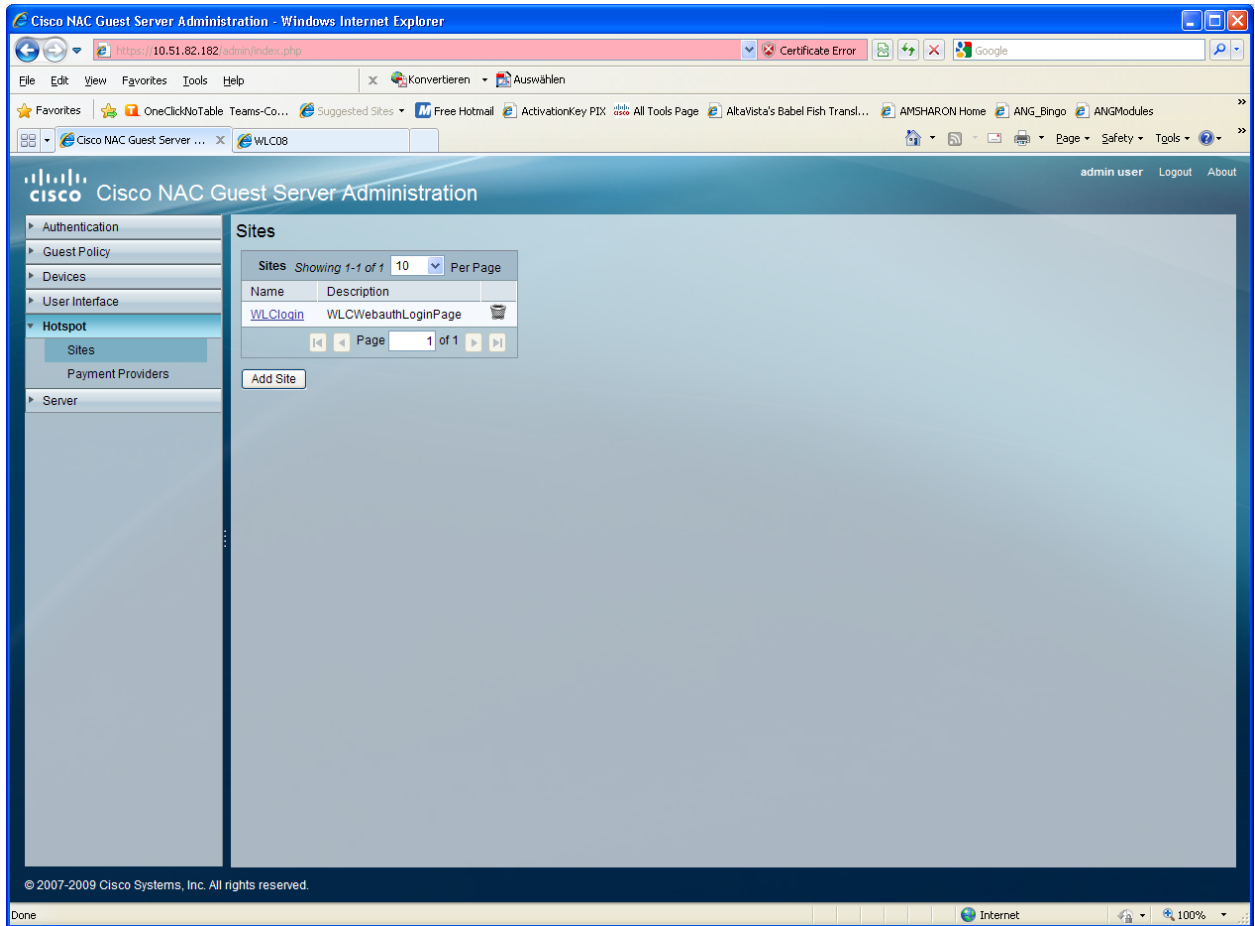 Cisco NAC Guest Server Administration - Windows Internet Explorer
https://10.51.82.182/admin/index.php Certificate Error Google
File Edit View Favorites Tools Help x Konvertieren Auswählen
Favorites OneClickNoTable Teams-Co... Suggested Sites Free Hotmail ActivationKey PIX All Tools Page AltaVista's Babel Fish Transl... AMSHARON Home ANG_Bingo ANGModules »
Cisco NAC Guest Server ... X WLC08 Page Safety Tools »
admin user Logout About
cisco Cisco NAC Guest Server Administration
Authentication
Guest Policy
Devices
User Interface
Hotspot
Sites
Payment Providers
Server
Sites
Sites Showing 1-1 of 1 10 Per Page
Name Description
WLClogin WLCWebauthLoginPage
Page 1 of 1
Add Site
© 2007-2009 Cisco Systems, Inc. All rights reserved.
Done Internet 100%